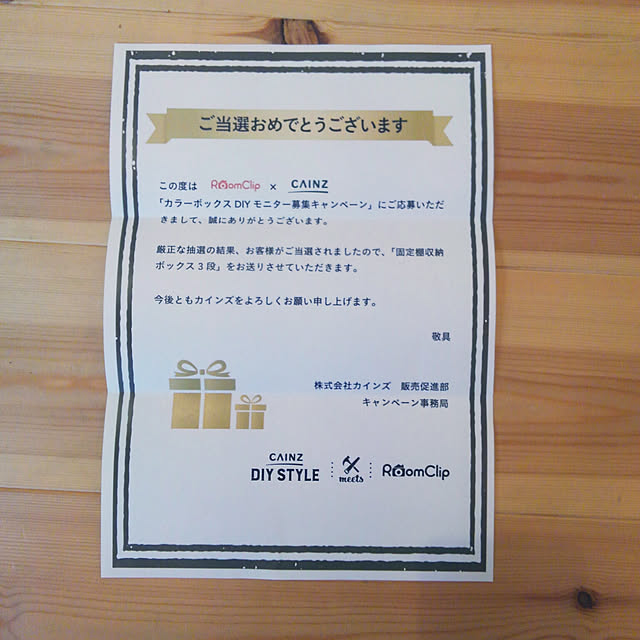 ご当選おめでとうございます
この度は RoomClip × CAINZ
「カラーボックス DIY モニター募集キャンペーン」にご応募いただ
きまして、誠にありがとうございます。
厳正な抽選の結果、お客様がご当選されましたので、「固定棚収納
ボックス 3 段」をお送りさせていただきます。
今後ともカインズをよろしくお願い申し上げます。
敬具
株式会社カインズ 販売促進部
キャンペーン事務局
CAINZ
DIY STYLE meets RoomClip